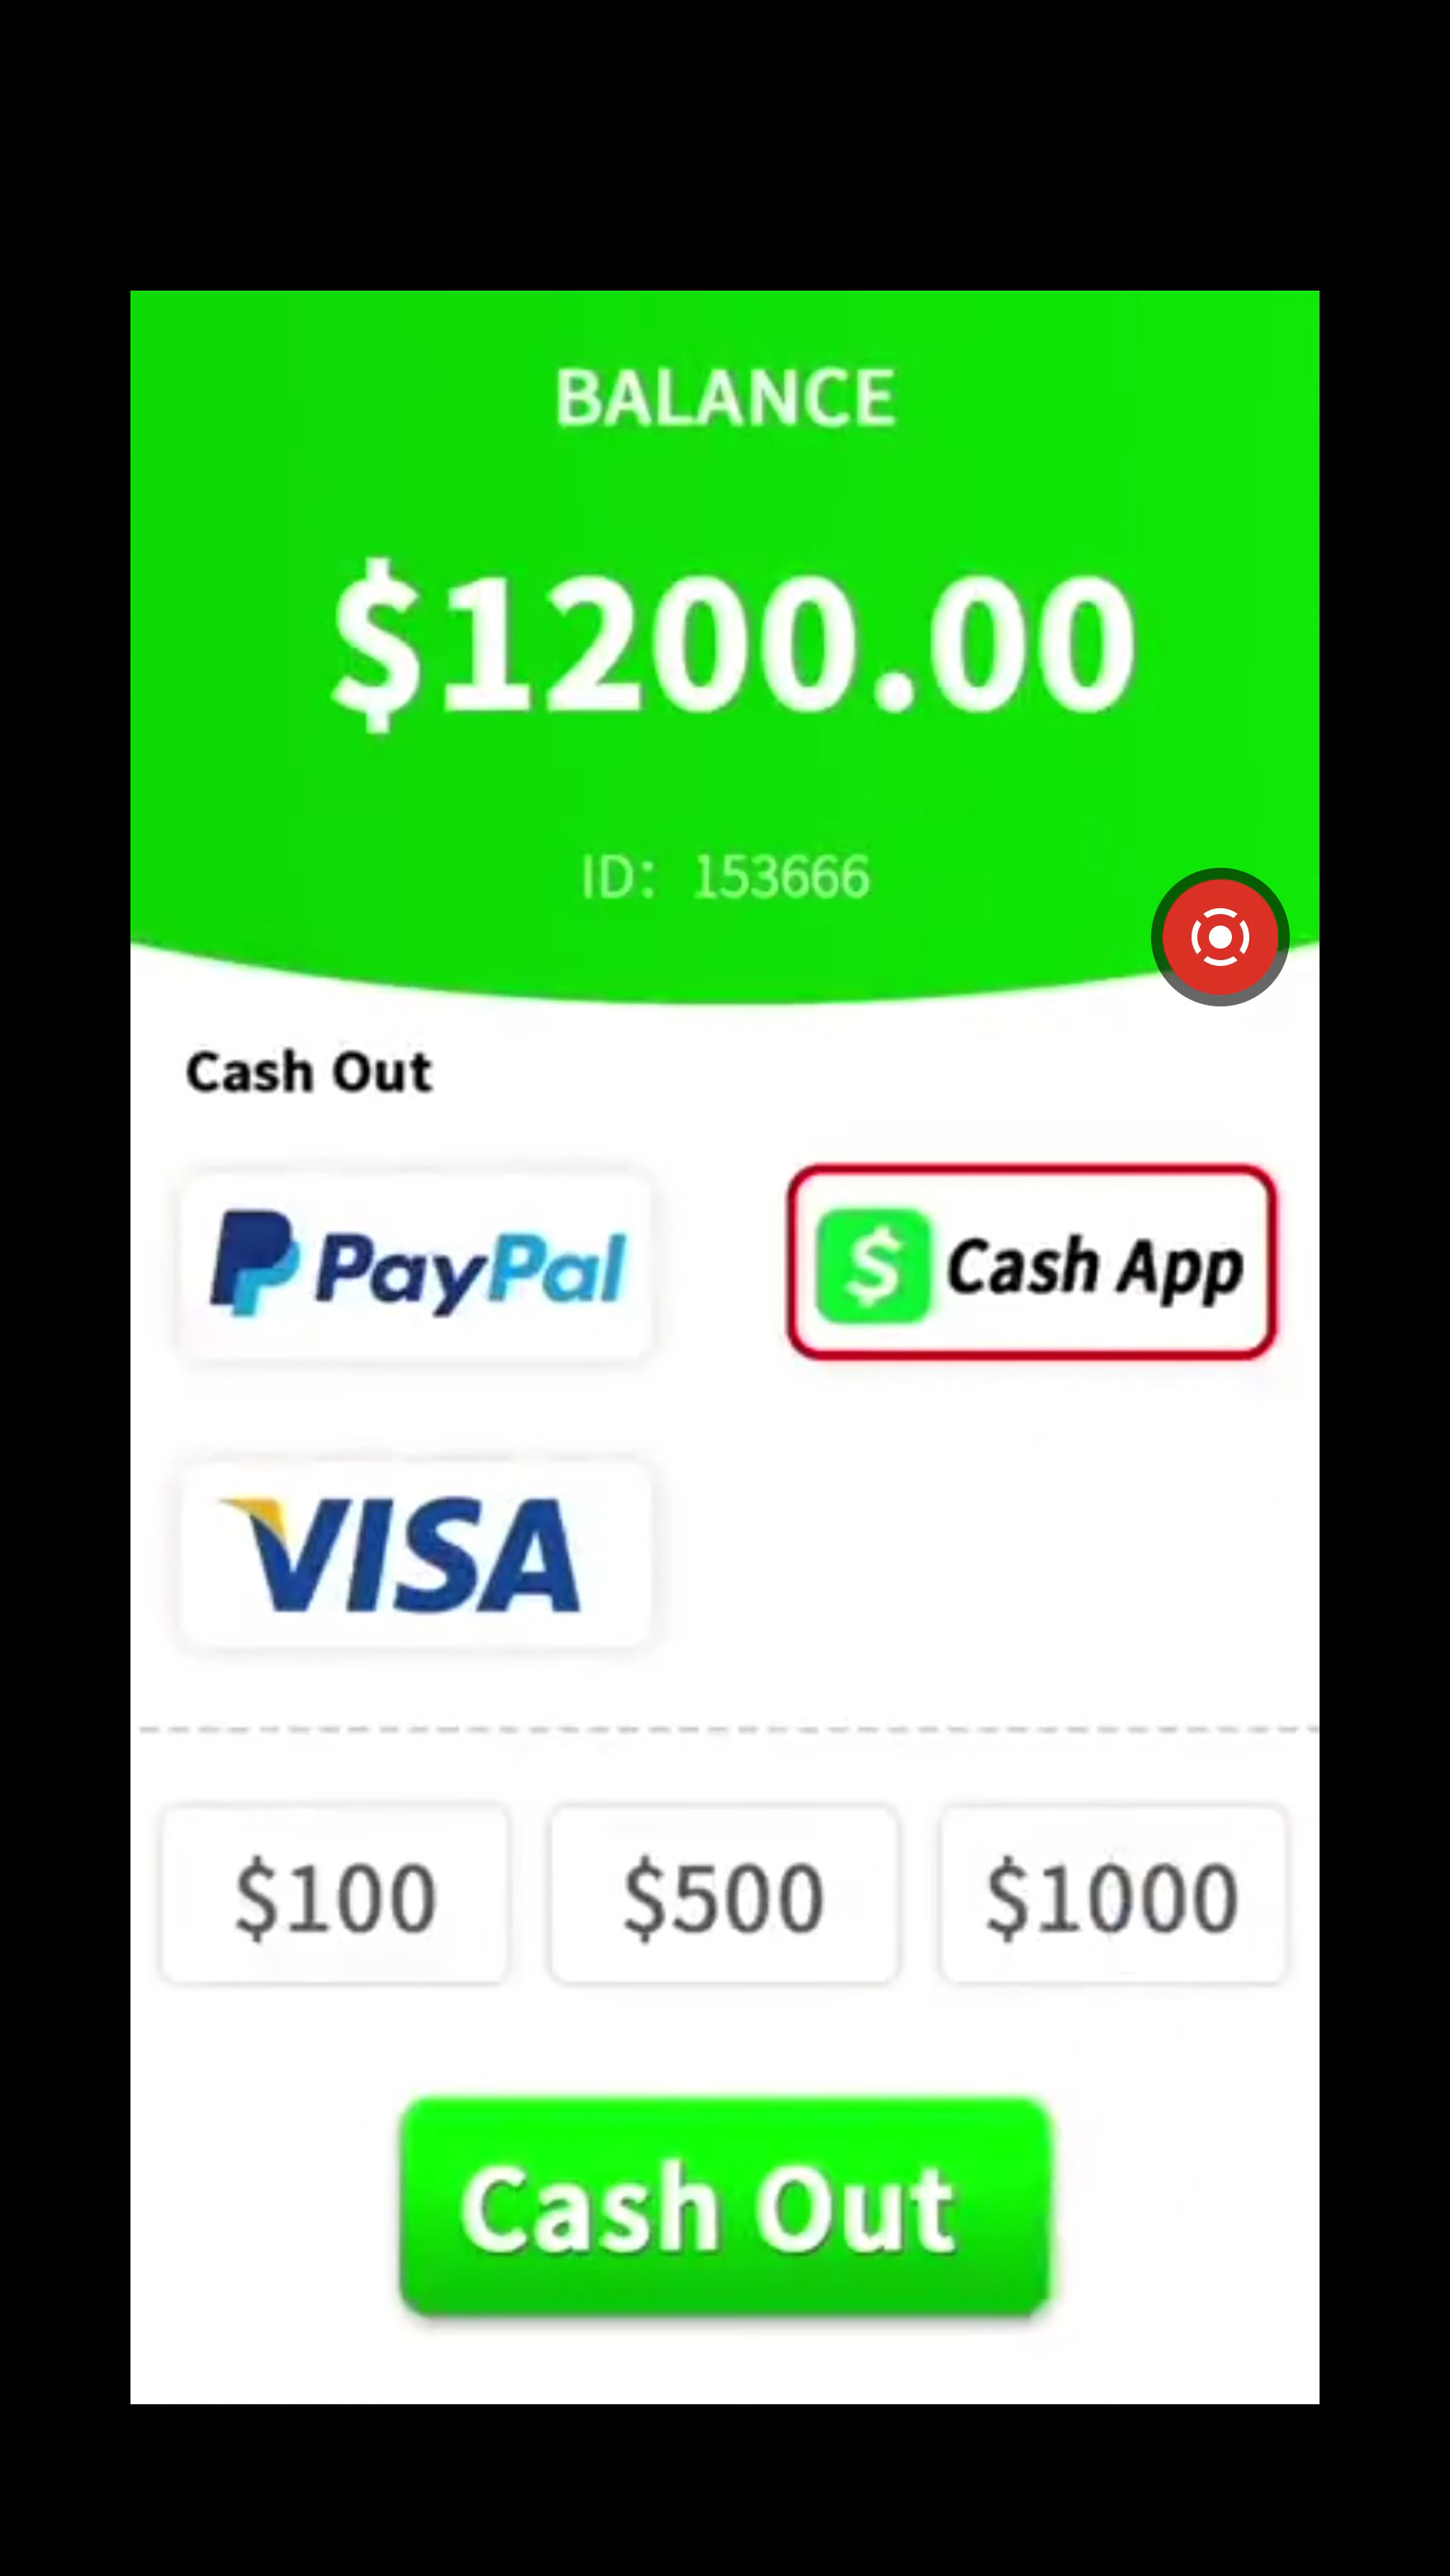 BALANCE
$1200.00
ID: 153666
Cash Out
PayPal
$ Cash App
VISA
$100 $500 $1000
Cash Out